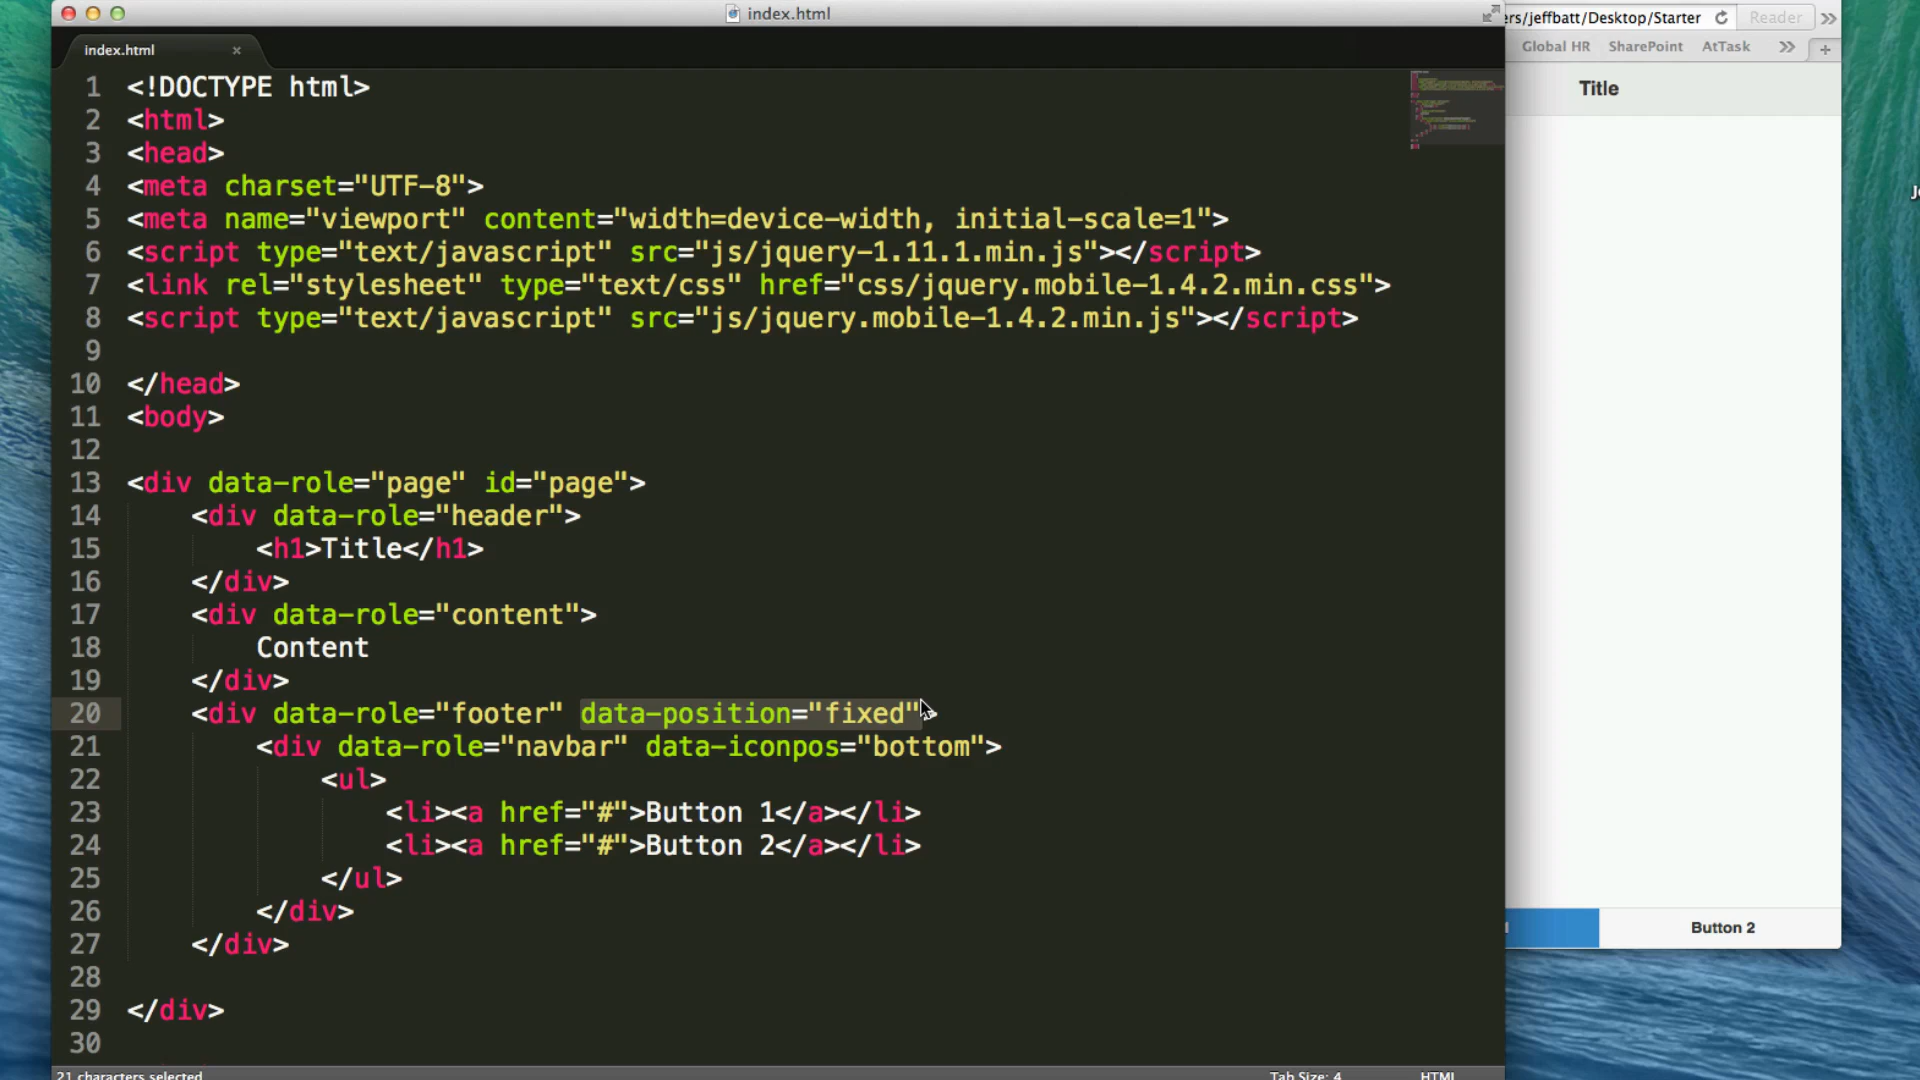 index.html
index.html
1 <!DOCTYPE html>
2 <html>
3 <head>
4 <meta charset="UTF-8">
5 <meta name="viewport" content="width=device-width, initial-scale=1">
6 <script type="text/javascript" src="js/jquery-1.11.1.min.js"></script>
7 <link rel="stylesheet" type="text/css" href="css/jquery.mobile-1.4.2.min.css">
8 <script type="text/javascript" src="js/jquery.mobile-1.4.2.min.js"></script>
9
10 </head>
11 <body>
12
13 <div data-role="page" id="page">
14 <div data-role="header">
15 <h1>Title</h1>
16 </div>
17 <div data-role="content">
18 Content
19 </div>
20 <div data-role="footer" data-position="fixed">
21 <div data-role="navbar" data-iconpos="bottom">
22 <ul>
23 <li><a href="#">Button 1</a></li>
24 <li><a href="#">Button 2</a></li>
25 </ul>
26 </div>
27 </div>
28
29 </div>
30
21 characters selected
Tab Size: 4
HTML
ers/jeffbatt/Desktop/Starter
Reader
Global HR SharePoint AtTask
Title
Button 2